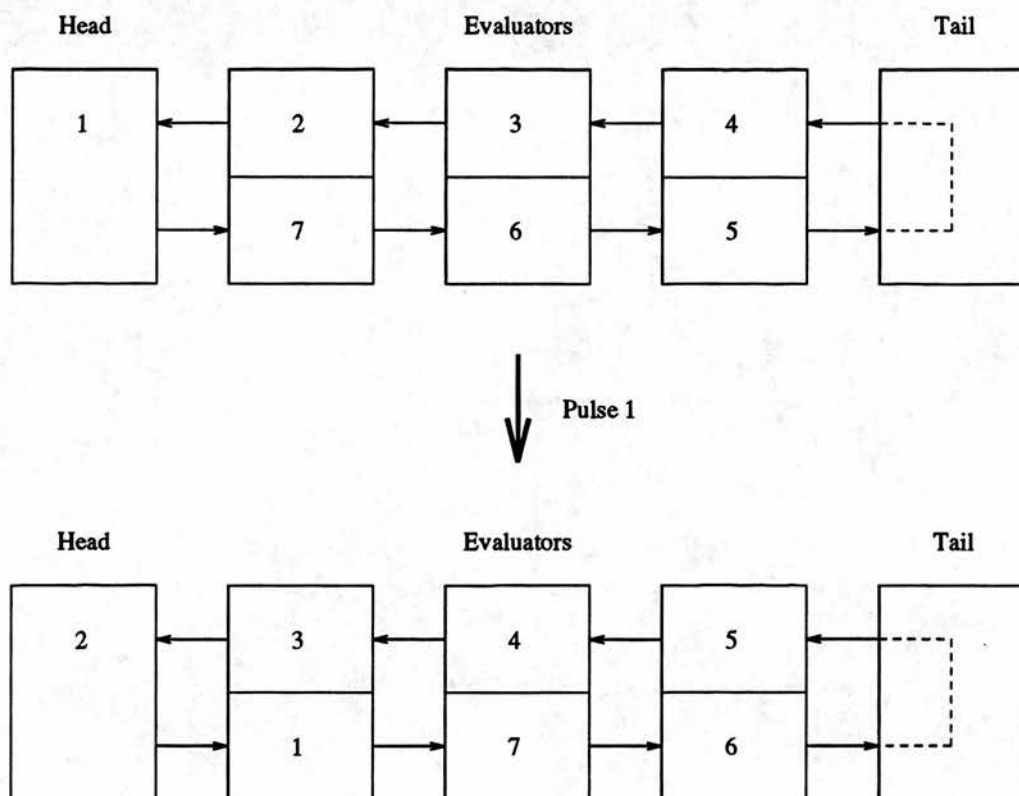 Head Evaluators Tail
1 2 3 4
7 6 5
Pulse 1
Head Evaluators Tail
2 3 4 5
1 7 6